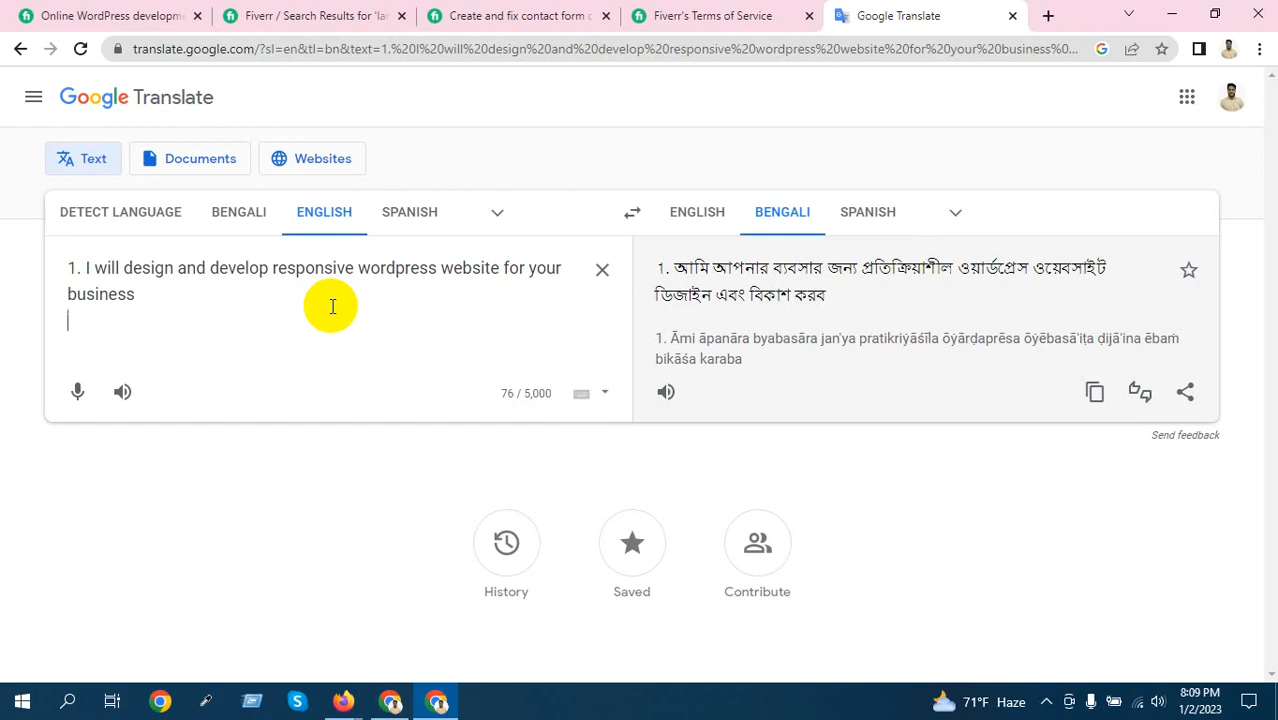 Online WordPress developm
Fiverr / Search Results for 'lar
Create and fix contact form c
Fiverr's Terms of Service
Google Translate
translate.google.com/?sl=en&tl=bn&text=1.%20I%20will%20design%20and%20develop%20responsive%20wordpress%20website%20for%20your%20business%0...
Google Translate
Text
Documents
Websites
DETECT LANGUAGE
BENGALI
ENGLISH
SPANISH
ENGLISH
BENGALI
SPANISH
1. I will design and develop responsive wordpress website for your
business
76 / 5,000
1. আমি আপনার ব্যবসার জন্য প্রতিক্রিয়াশীল ওয়ার্ডপ্রেস ওয়েবসাইট
ডিজাইন এবং বিকাশ করব
1. Āmi āpanāra byabasāra jan'ya pratikriẏāśīla ōẏārḍaprēsa ōẏēbasā'iṭa ḍijā'ina ēbaṁ
bikāśa karaba
Send feedback
History
Saved
Contribute
71°F Haze
8:09 PM
1/2/2023